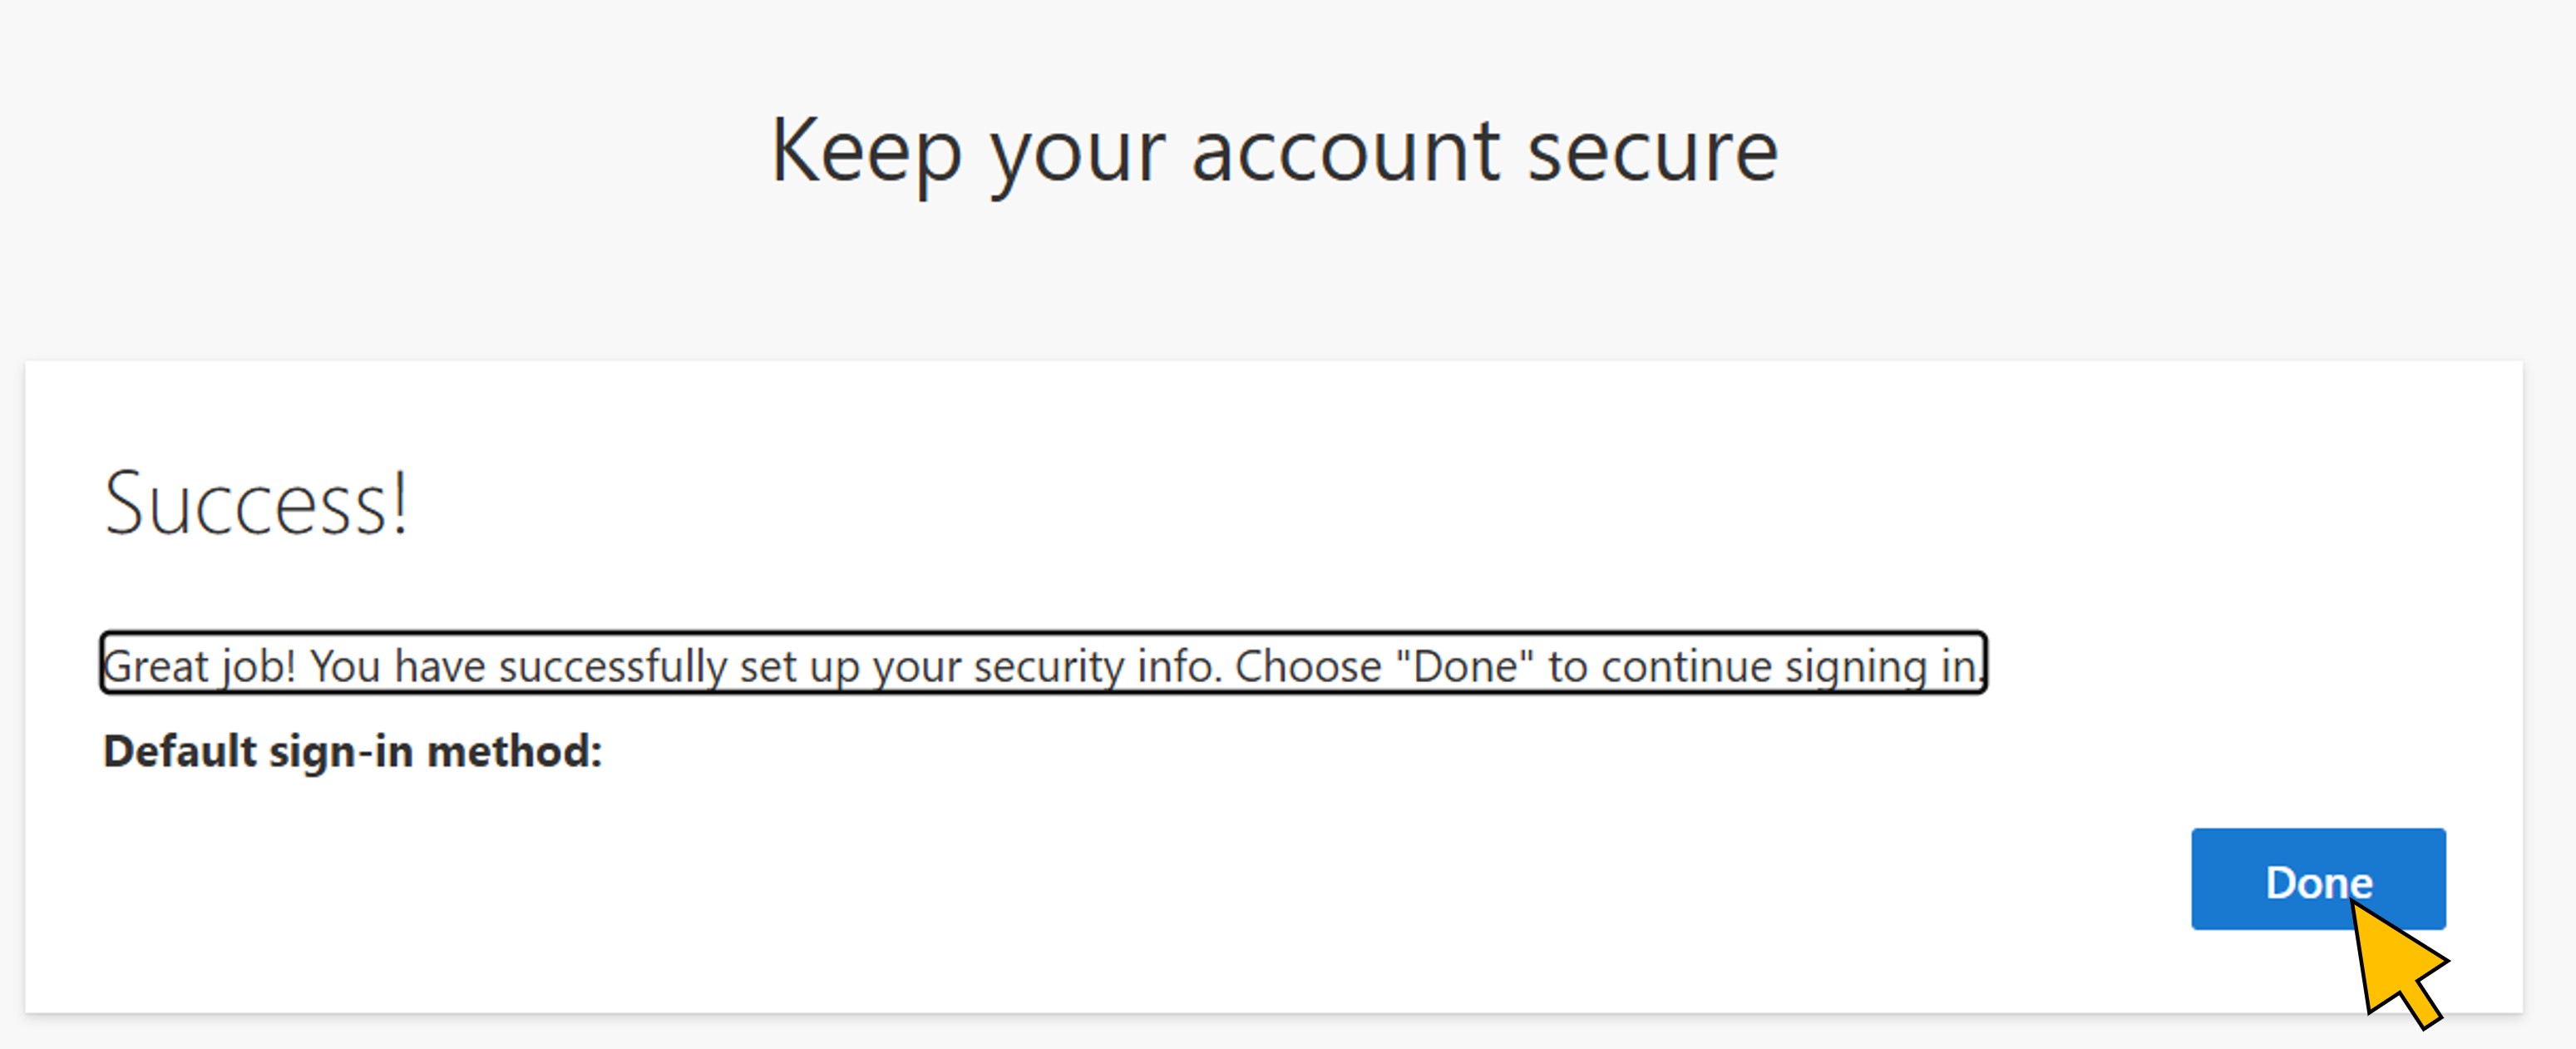 Keep your account secure
Success!
Great job! You have successfully set up your security info. Choose "Done" to continue signing in.
Default sign-in method:
Done